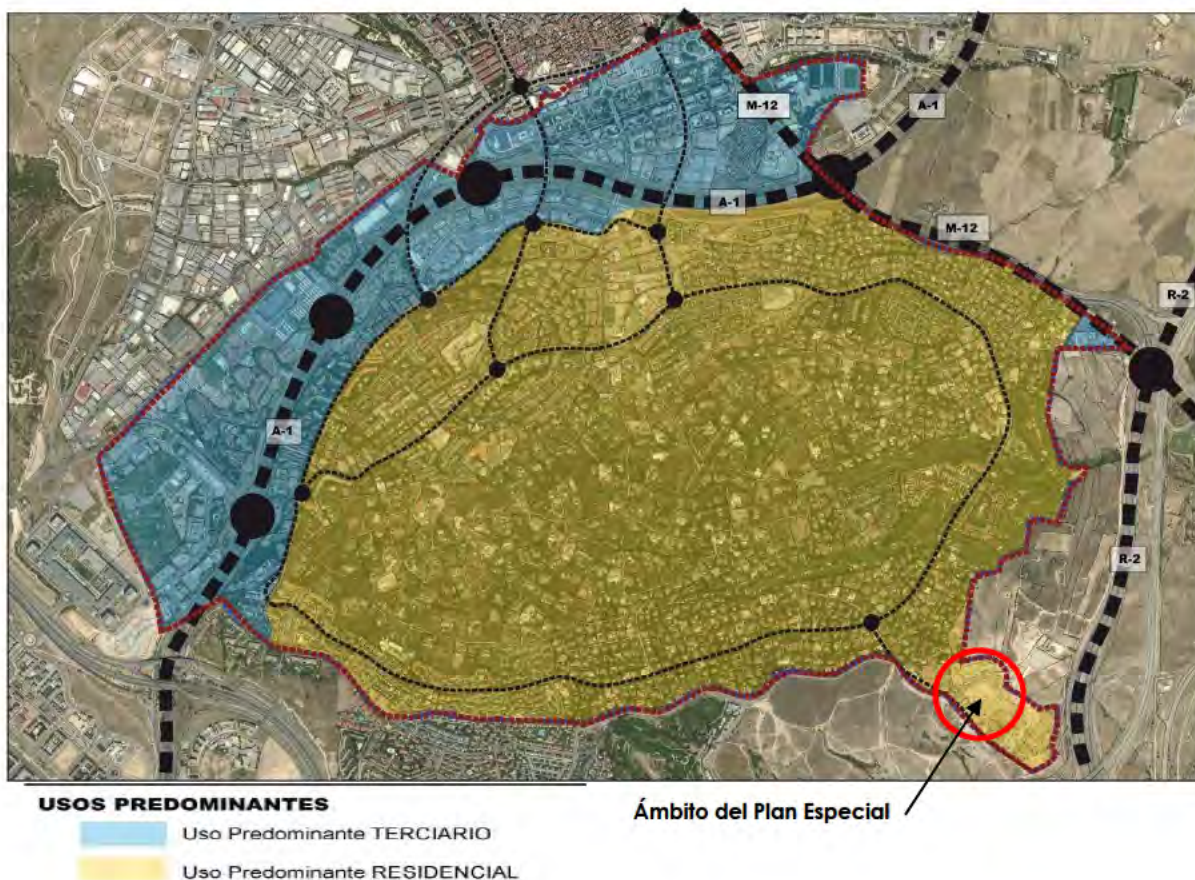 M-12
A-1
A-1
M-12
R-2
A-1
R-2
USOS PREDOMINANTES
Uso Predominante TERCIARIO
Uso Predominante RESIDENCIAL
Ámbito del Plan Especial